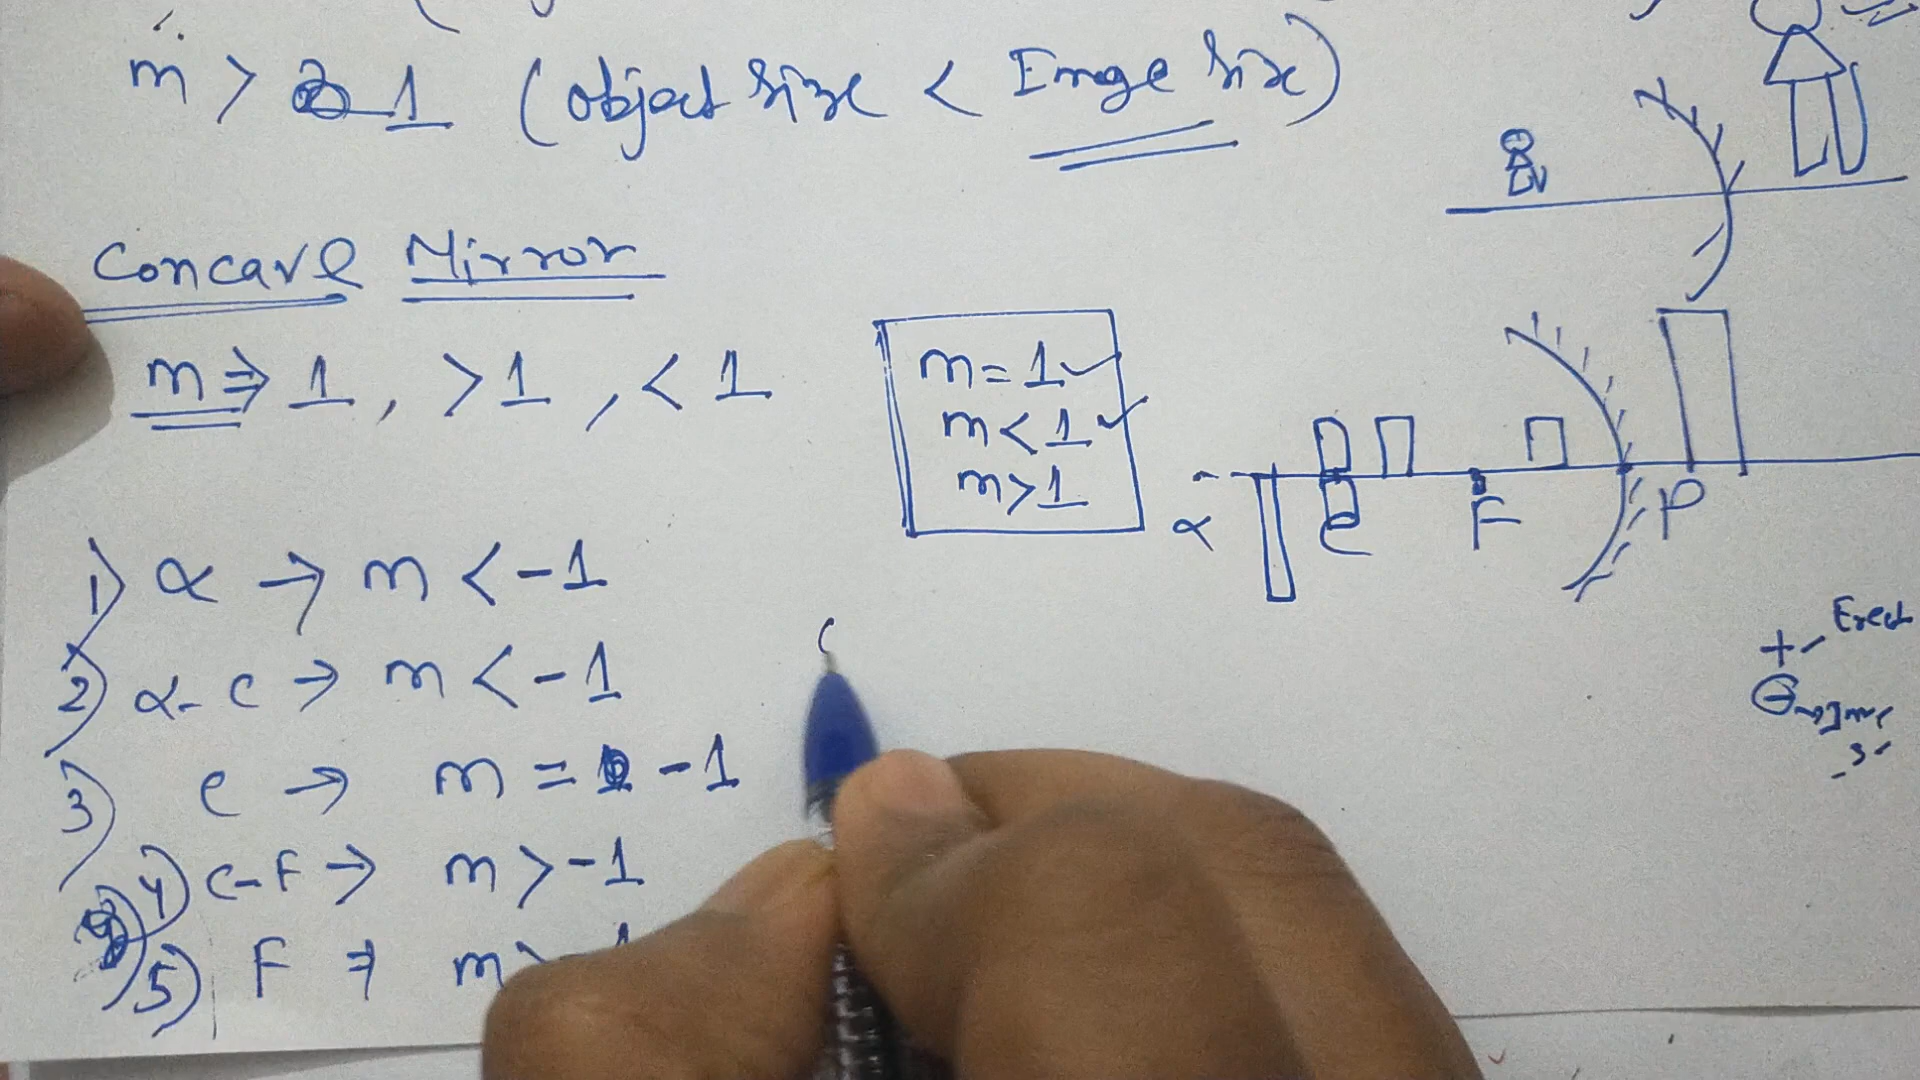 m > 1 (object size < Image size)
Concave Mirror
m ⇒ 1, >1, < 1
m = 1 ✓
m < 1 ✓
m > 1
α
C
F
P
1) α → m < -1
2) α - C → m < -1
3) C → m = -1
4) C-F → m > -1
5) F → m >
+ Erect